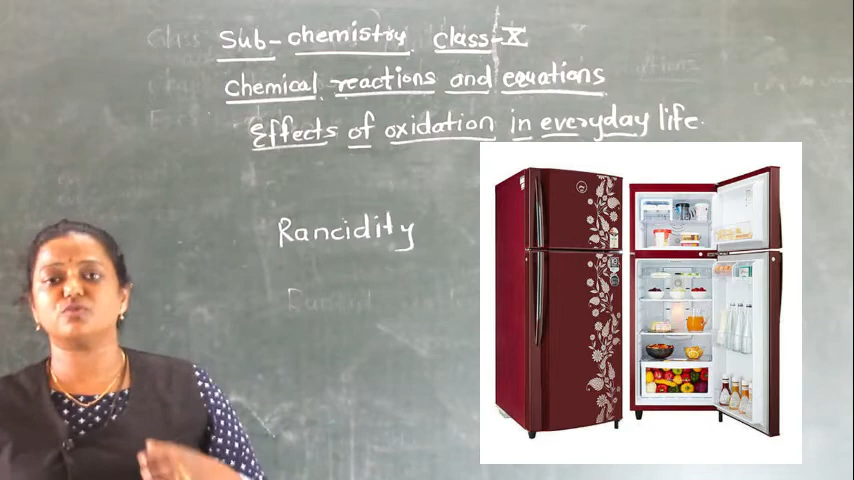 Sub- chemistry class-X
Chemical reactions and equations
Effects of oxidation in everyday life.
Rancidity